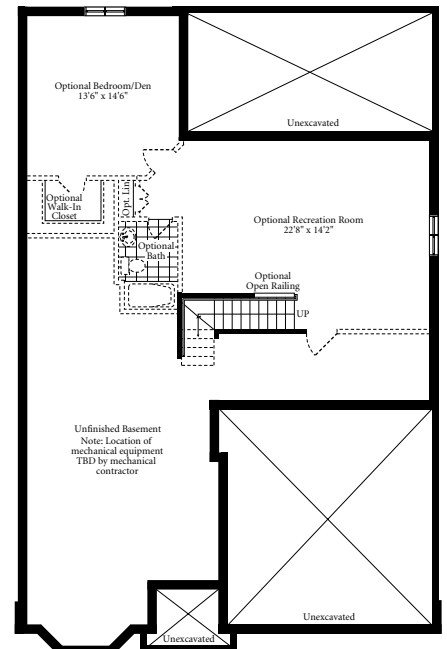 Optional Bedroom/Den
13'6" x 14'6"
Unexcavated
Optional
Walk-In
Closet
Opt. Lin.
Optional Recreation Room
22'8" x 14'2"
Optional
Bath
Optional
Open Railing
UP
Unfinished Basement
Note: Location of
mechanical equipment
TBD by mechanical
contractor
Unexcavated
Unexcavated